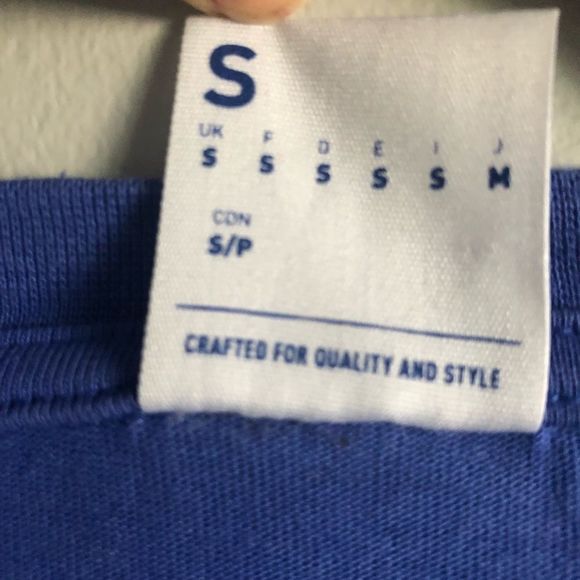 S
UK F D E I J
S S S S S M
CDN
S/P
CRAFTED FOR QUALITY AND STYLE